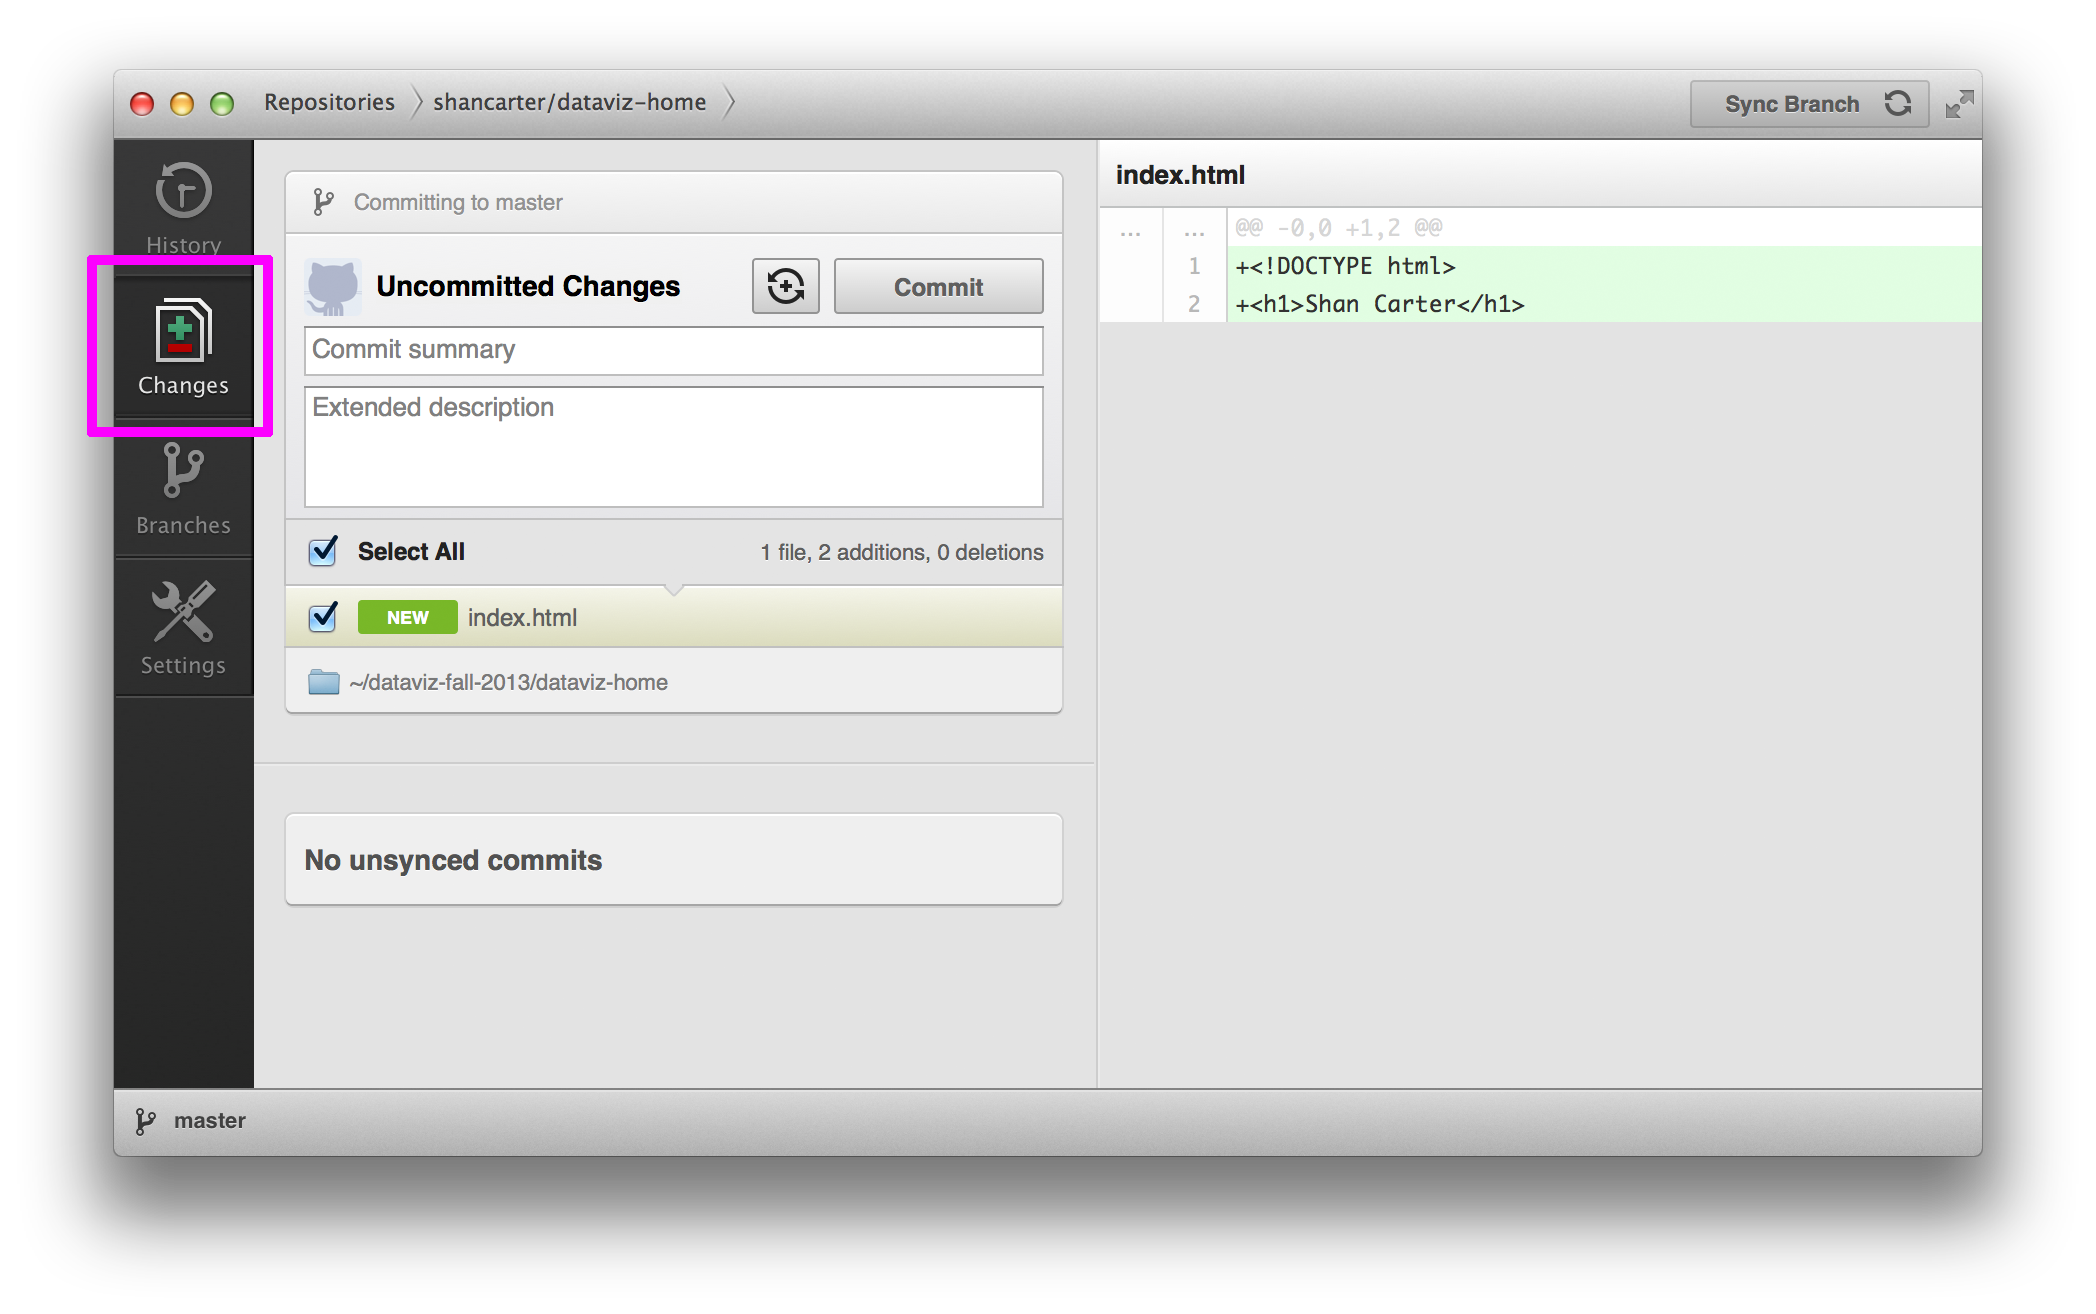 Repositories shancarter/dataviz-home
Sync Branch
History
Changes
Branches
Settings
Committing to master
Uncommitted Changes
Commit
Commit summary
Extended description
Select All
1 file, 2 additions, 0 deletions
NEW index.html
~/dataviz-fall-2013/dataviz-home
No unsynced commits
index.html
... ... @@ -0,0 +1,2 @@
1 +<!DOCTYPE html>
2 +<h1>Shan Carter</h1>
master